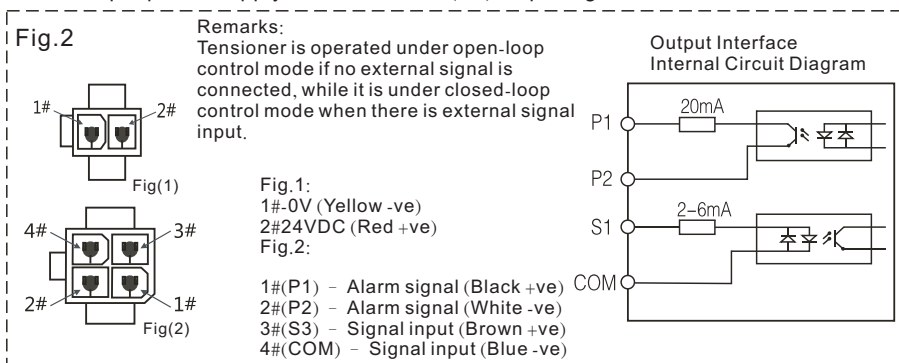 Fig.2
Remarks:
Tensioner is operated under open-loop
control mode if no external signal is
connected, while it is under closed-loop
control mode when there is external signal
input.
1#
2#
Fig(1)
4#
3#
2#
1#
Fig(2)
Fig.1:
1#-0V (Yellow -ve)
2#24VDC (Red +ve)
Fig.2:
1#(P1) - Alarm signal (Black +ve)
2#(P2) - Alarm signal (White -ve)
3#(S3) - Signal input (Brown +ve)
4#(COM) - Signal input (Blue -ve)
Output Interface
Internal Circuit Diagram
P1
20mA
P2
S1
2-6mA
COM